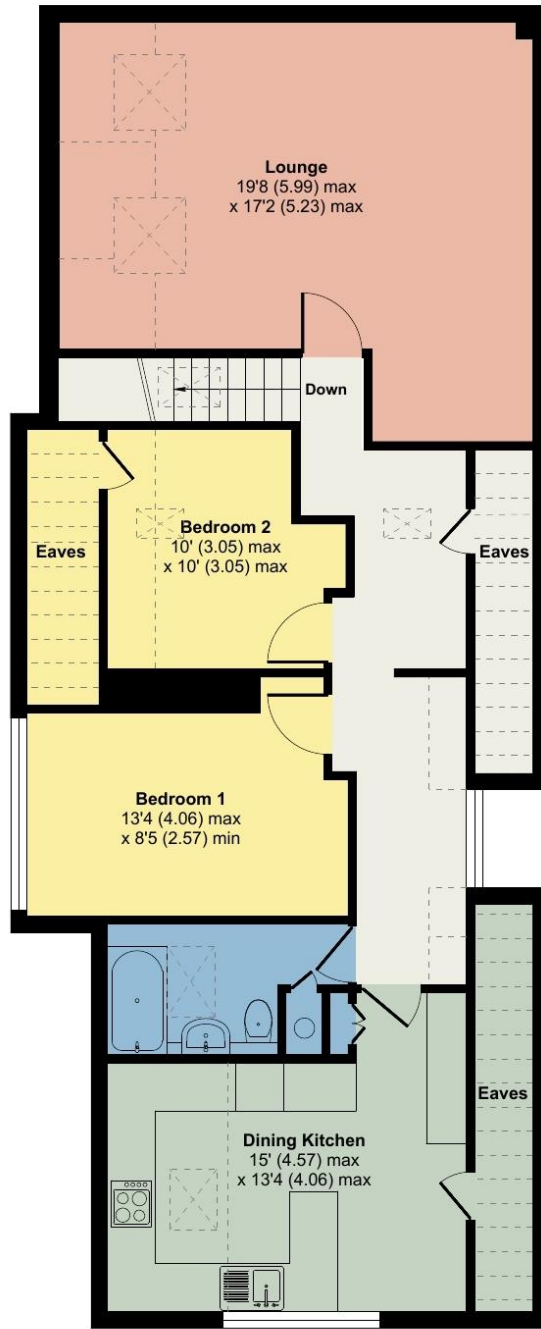 Lounge
19'8 (5.99) max
x 17'2 (5.23) max
Down
Bedroom 2
10' (3.05) max
x 10' (3.05) max
Eaves
Eaves
Bedroom 1
13'4 (4.06) max
x 8'5 (2.57) min
Eaves
Dining Kitchen
15' (4.57) max
x 13'4 (4.06) max